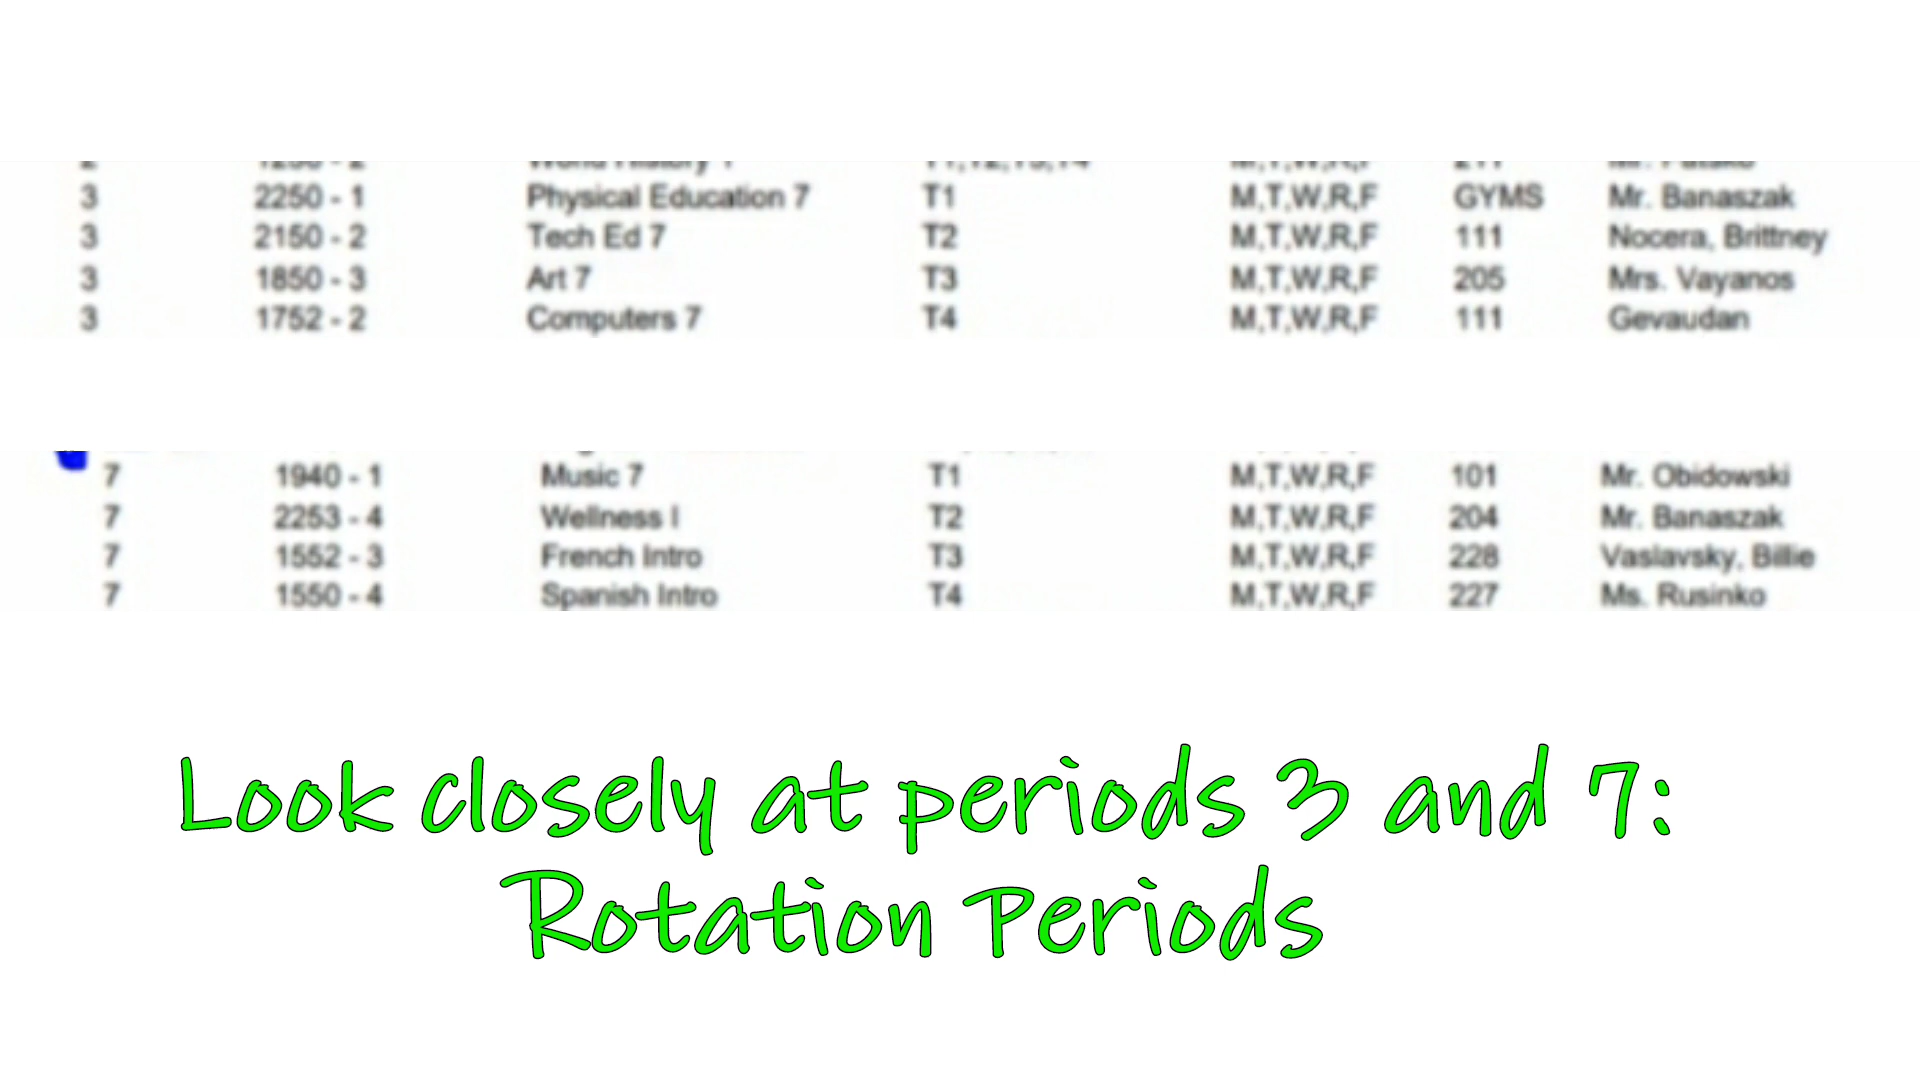 3 2250 - 1 Physical Education 7 T1 M,T,W,R,F GYMS Mr. Banaszak
3 2150 - 2 Tech Ed 7 T2 M,T,W,R,F 111 Nocera, Brittney
3 1850 - 3 Art 7 T3 M,T,W,R,F 205 Mrs. Vayanos
3 1752 - 2 Computers 7 T4 M,T,W,R,F 111 Gevaudan
7 1940 - 1 Music 7 T1 M,T,W,R,F 101 Mr. Obidowski
7 2253 - 4 Wellness I T2 M,T,W,R,F 204 Mr. Banaszak
7 1552 - 3 French Intro T3 M,T,W,R,F 228 Vaslavsky, Billie
7 1550 - 4 Spanish Intro T4 M,T,W,R,F 227 Ms. Rusinko
Look closely at periods 3 and 7:
Rotation Periods